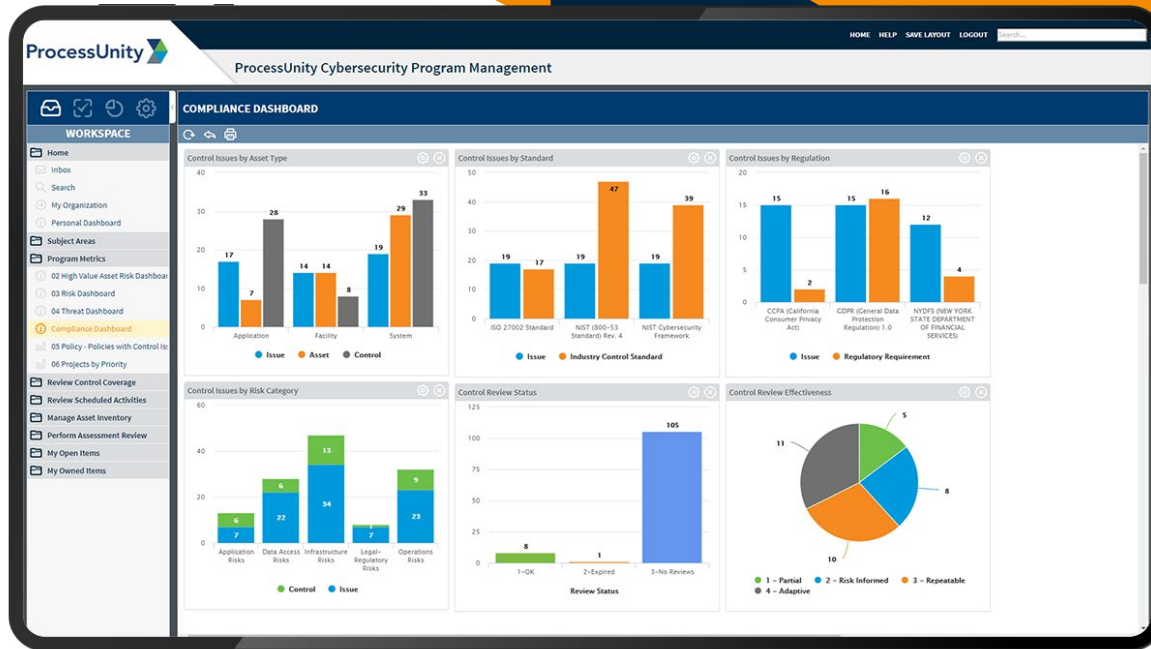 ProcessUnity
HOME HELP SAVE LAYOUT LOGOUT Search...
ProcessUnity Cybersecurity Program Management
WORKSPACE
Home
Inbox
Search
My Organization
Personal Dashboard
Subject Areas
Program Metrics
02 High Value Asset Risk Dashboar
03 Risk Dashboard
04 Threat Dashboard
Compliance Dashboard
05 Policy - Policies with Control Iss
06 Projects by Priority
Review Control Coverage
Review Scheduled Activities
Manage Asset Inventory
Perform Assessment Review
My Open Items
My Owned Items
COMPLIANCE DASHBOARD
Control Issues by Asset Type
40
30
20
10
0
17
7
28
14
14
8
19
29
33
Application
Facility
System
Issue Asset Control
Control Issues by Standard
50
40
30
20
10
0
19
17
19
47
19
39
ISO 27002 Standard
NIST (800-53
Standard) Rev. 4
NIST Cybersecurity
Framework
Issue Industry Control Standard
Control Issues by Regulation
20
15
10
5
0
15
2
15
16
12
4
CCPA (California
Consumer Privacy
Act)
GDPR (General Data
Protection
Regulation) 1.0
NYDFS (NEW YORK
STATE DEPARTMENT
OF FINANCIAL
SERVICES)
Issue Regulatory Requirement
Control Issues by Risk Category
60
40
20
0
6
7
6
22
13
34
7
9
23
Application
Risks
Data Access
Risks
Infrastructure
Risks
Legal-
Regulatory
Risks
Operations
Risks
Control Issue
Control Review Status
125
100
75
50
25
0
8
1
105
1-OK
2-Expired
3-No Reviews
Review Status
Control Review Effectiveness
5
8
10
11
1 - Partial 2 - Risk Informed 3 - Repeatable
4 - Adaptive